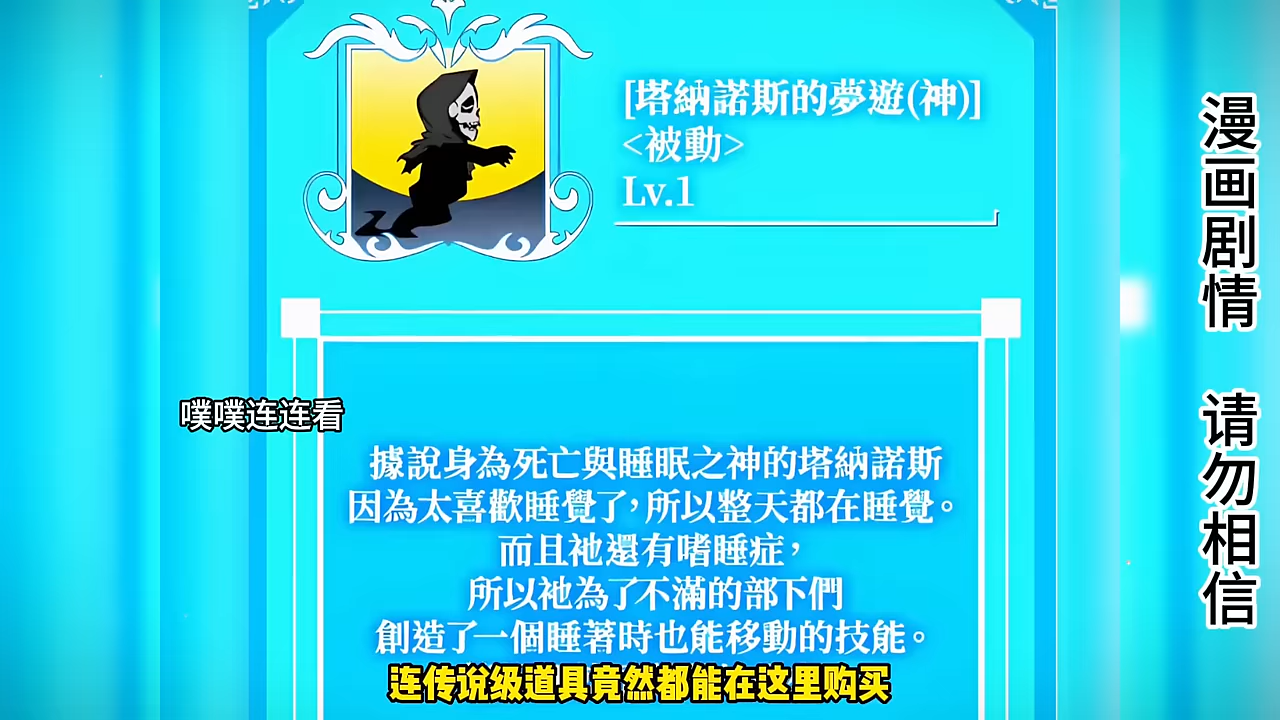 [塔納諾斯的夢遊(神)]
<被動>
Lv.1
據說身為死亡與睡眠之神的塔納諾斯
因為太喜歡睡覺了,所以整天都在睡覺。
而且祂還有嗜睡症,
所以祂為了不滿的部下們
創造了一個睡著時也能移動的技能。
连传说级道具竟然都能在这里购买
噗噗连连看
漫画剧情 请勿相信